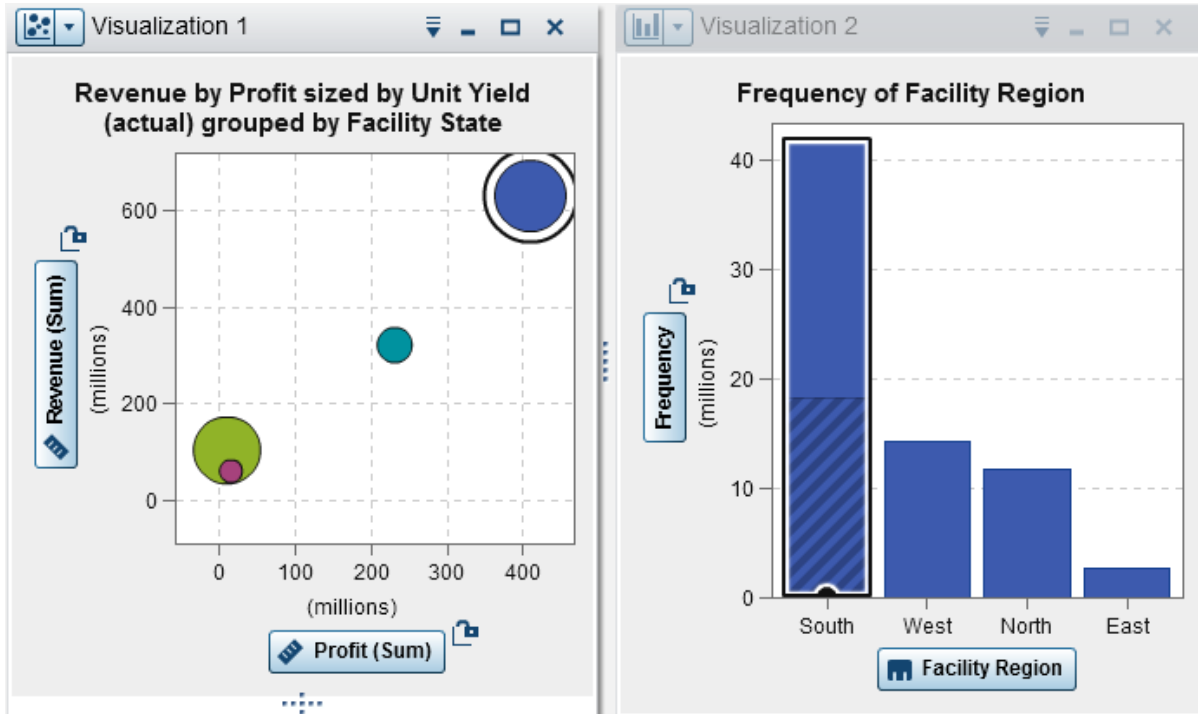 Visualization 1
Revenue by Profit sized by Unit Yield
(actual) grouped by Facility State
Revenue (Sum)
(millions)
600
400
200
0
0 100 200 300 400
(millions)
Profit (Sum)
Visualization 2
Frequency of Facility Region
Frequency
(millions)
40
30
20
10
0
South West North East
Facility Region